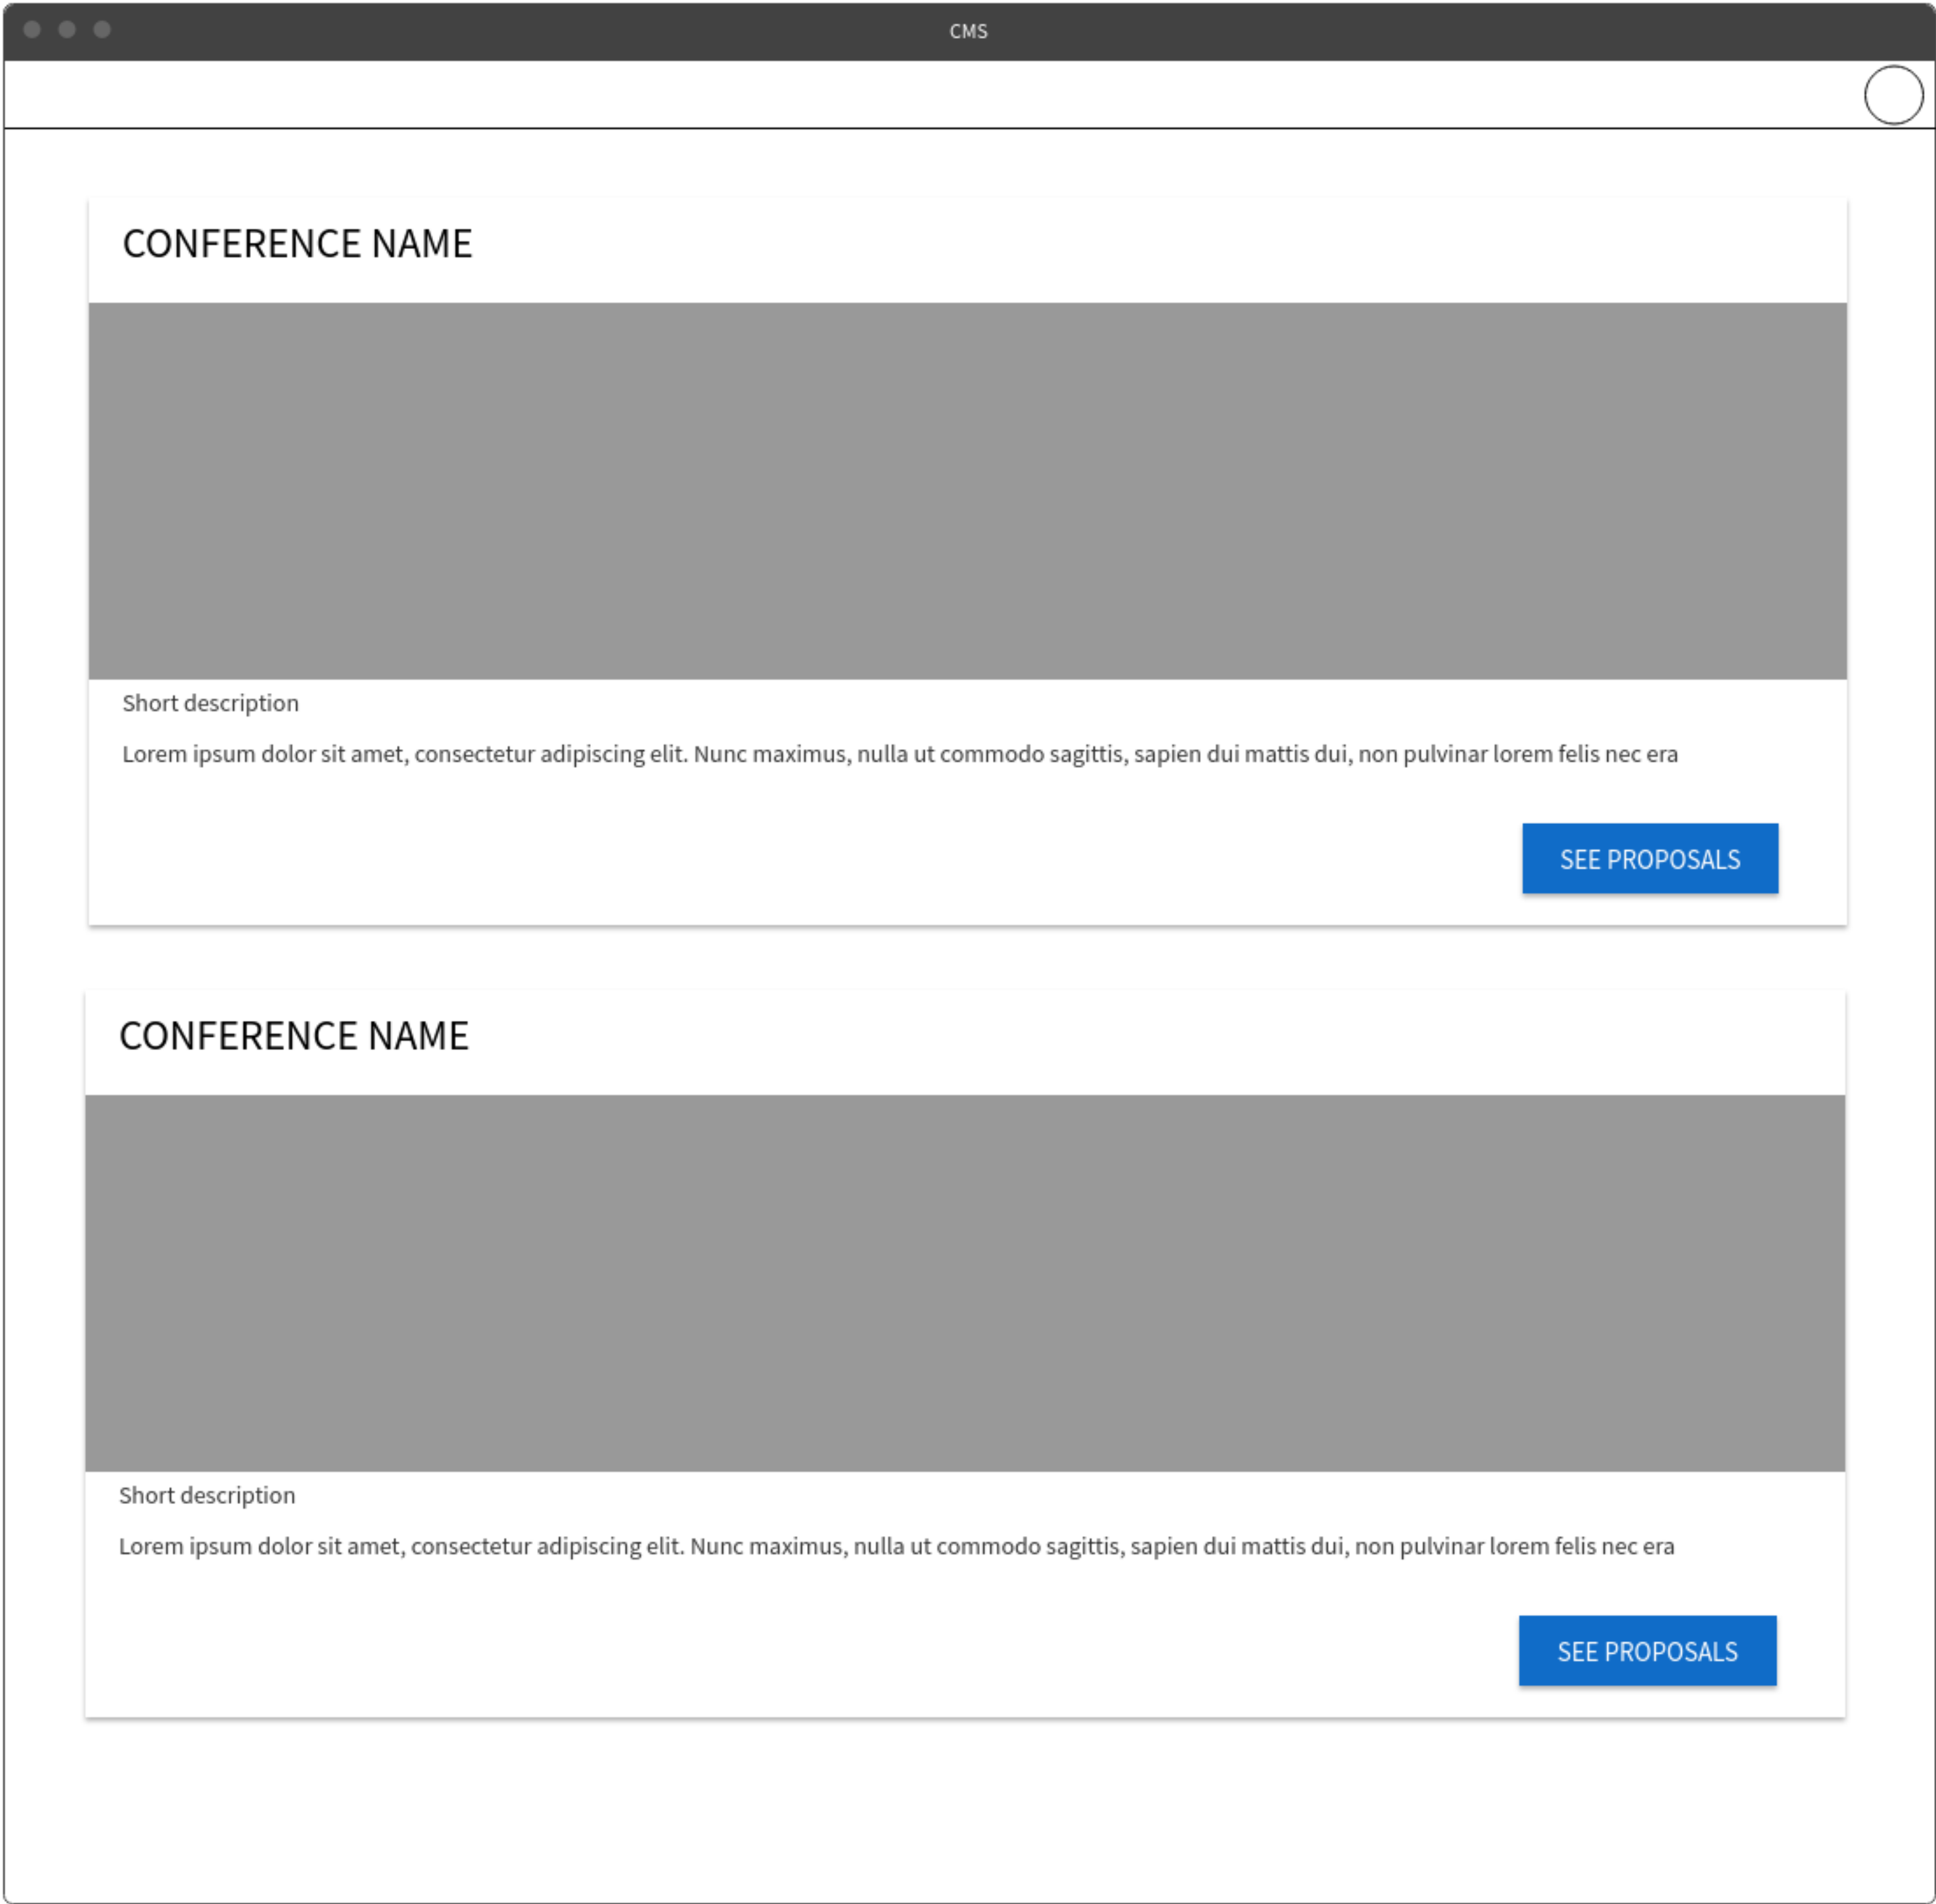 CMS
CONFERENCE NAME
Short description
Lorem ipsum dolor sit amet, consectetur adipiscing elit. Nunc maximus, nulla ut commodo sagittis, sapien dui mattis dui, non pulvinar lorem felis nec era
SEE PROPOSALS
CONFERENCE NAME
Short description
Lorem ipsum dolor sit amet, consectetur adipiscing elit. Nunc maximus, nulla ut commodo sagittis, sapien dui mattis dui, non pulvinar lorem felis nec era
SEE PROPOSALS